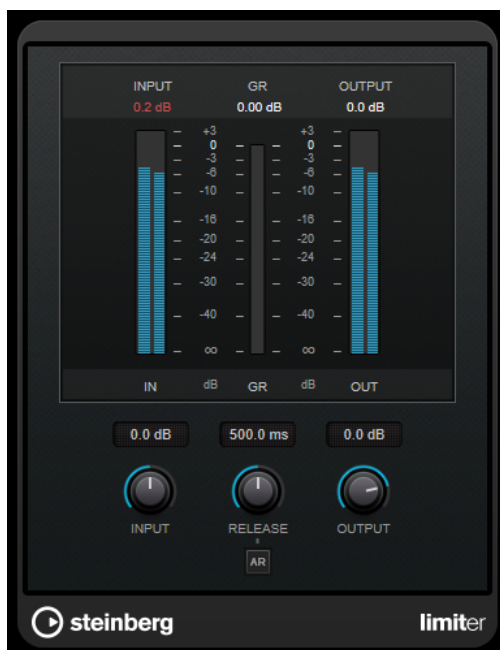 INPUT GR OUTPUT
0.2 dB 0.00 dB 0.0 dB
+3 +3
0 0
-3 -3
-6 -6
-10 -10
-16 -16
-20 -20
-24 -24
-30 -30
-40 -40
∞ ∞
IN dB GR dB OUT
0.0 dB 500.0 ms 0.0 dB
INPUT RELEASE OUTPUT
AR
steinberg limiter